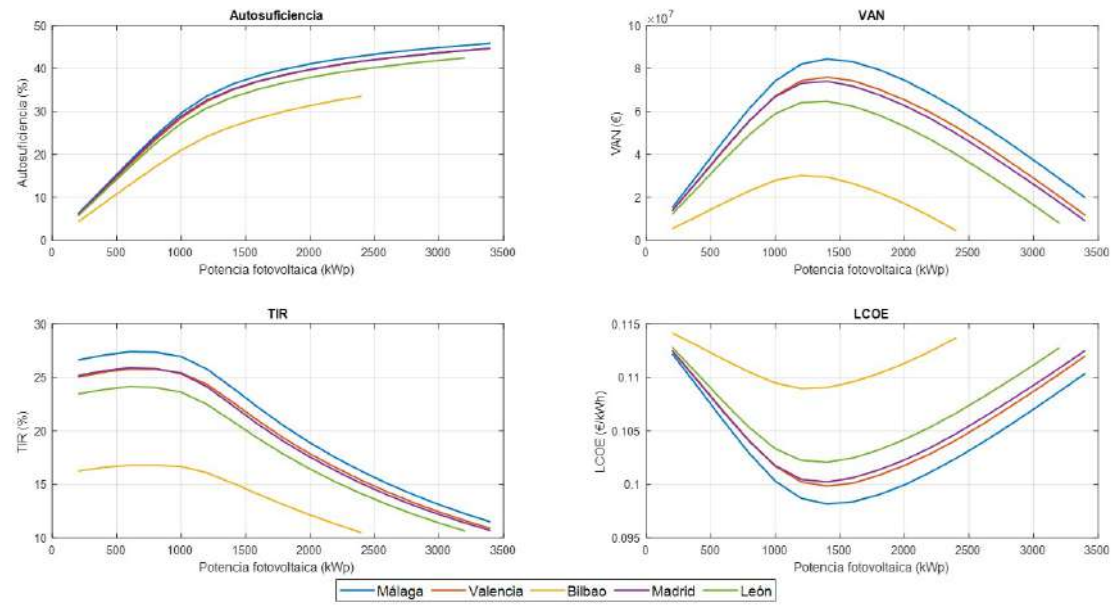 Autosuficiencia
50
40
30
20
10
0
Autosuficiencia (%)
0 500 1000 1500 2000 2500 3000 3500
Potencia fotovoltaica (kWp)
VAN
×10⁷
10
8
6
4
2
0
VAN (€)
0 500 1000 1500 2000 2500 3000 3500
Potencia fotovoltaica (kWp)
TIR
30
25
20
15
10
TIR (%)
0 500 1000 1500 2000 2500 3000 3500
Potencia fotovoltaica (kWp)
LCOE
0.115
0.11
0.105
0.1
0.095
LCOE (€/kWh)
0 500 1000 1500 2000 2500 3000 3500
Potencia fotovoltaica (kWp)
Málaga Valencia Bilbao Madrid León